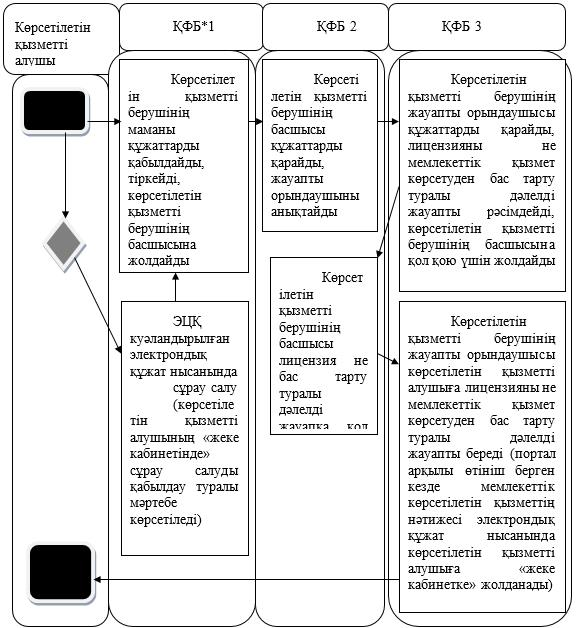 Көрсетілетін
қызметті
алушы
ҚФБ*1
ҚФБ 2
ҚФБ 3
Көрсетілет
ін қызметті
берушінің
маманы
құжаттарды
қабылдайды,
тіркейді,
көрсетілетін
қызметті
берушінің
басшысына
жолдайды
Көрсеті
летін қызметті
берушінің
басшысы
құжаттарды
қарайды,
жауапты
орындаушыны
анықтайды
Көрсетілетін
қызметті берушінің
жауапты орындаушысы
құжаттарды қарайды,
лицензияны не
мемлекеттік қызмет
көрсетуден бас тарту
туралы дәлелді
жауапты рәсімдейді,
көрсетілетін қызметті
берушінің басшысына
қол қою үшін жолдайды
Көрсет
ілетін
қызметті
берушінің
басшысы
лицензия не
бас тарту
туралы
дәлелді
жауапқа қол
ЭЦҚ
куәландырылған
электрондық
құжат нысанында
сұрау салу
(көрсетіле
тін қызметті
алушының «жеке
кабинетінде»
сұрау салуды
қабылдау туралы
мәртебе
көрсетіледі)
Көрсетілетін
қызметті берушінің
жауапты орындаушысы
көрсетілетін қызметті
алушыға лицензияны не
мемлекеттік қызмет
көрсетуден бас тарту
туралы дәлелді
жауапты береді (портал
арқылы өтініш берген
кезде мемлекеттік
көрсетілетін қызметтің
нәтижесі электрондық
құжат нысанында
көрсетілетін қызметті
алушыға «жеке
кабинетке» жолданады)